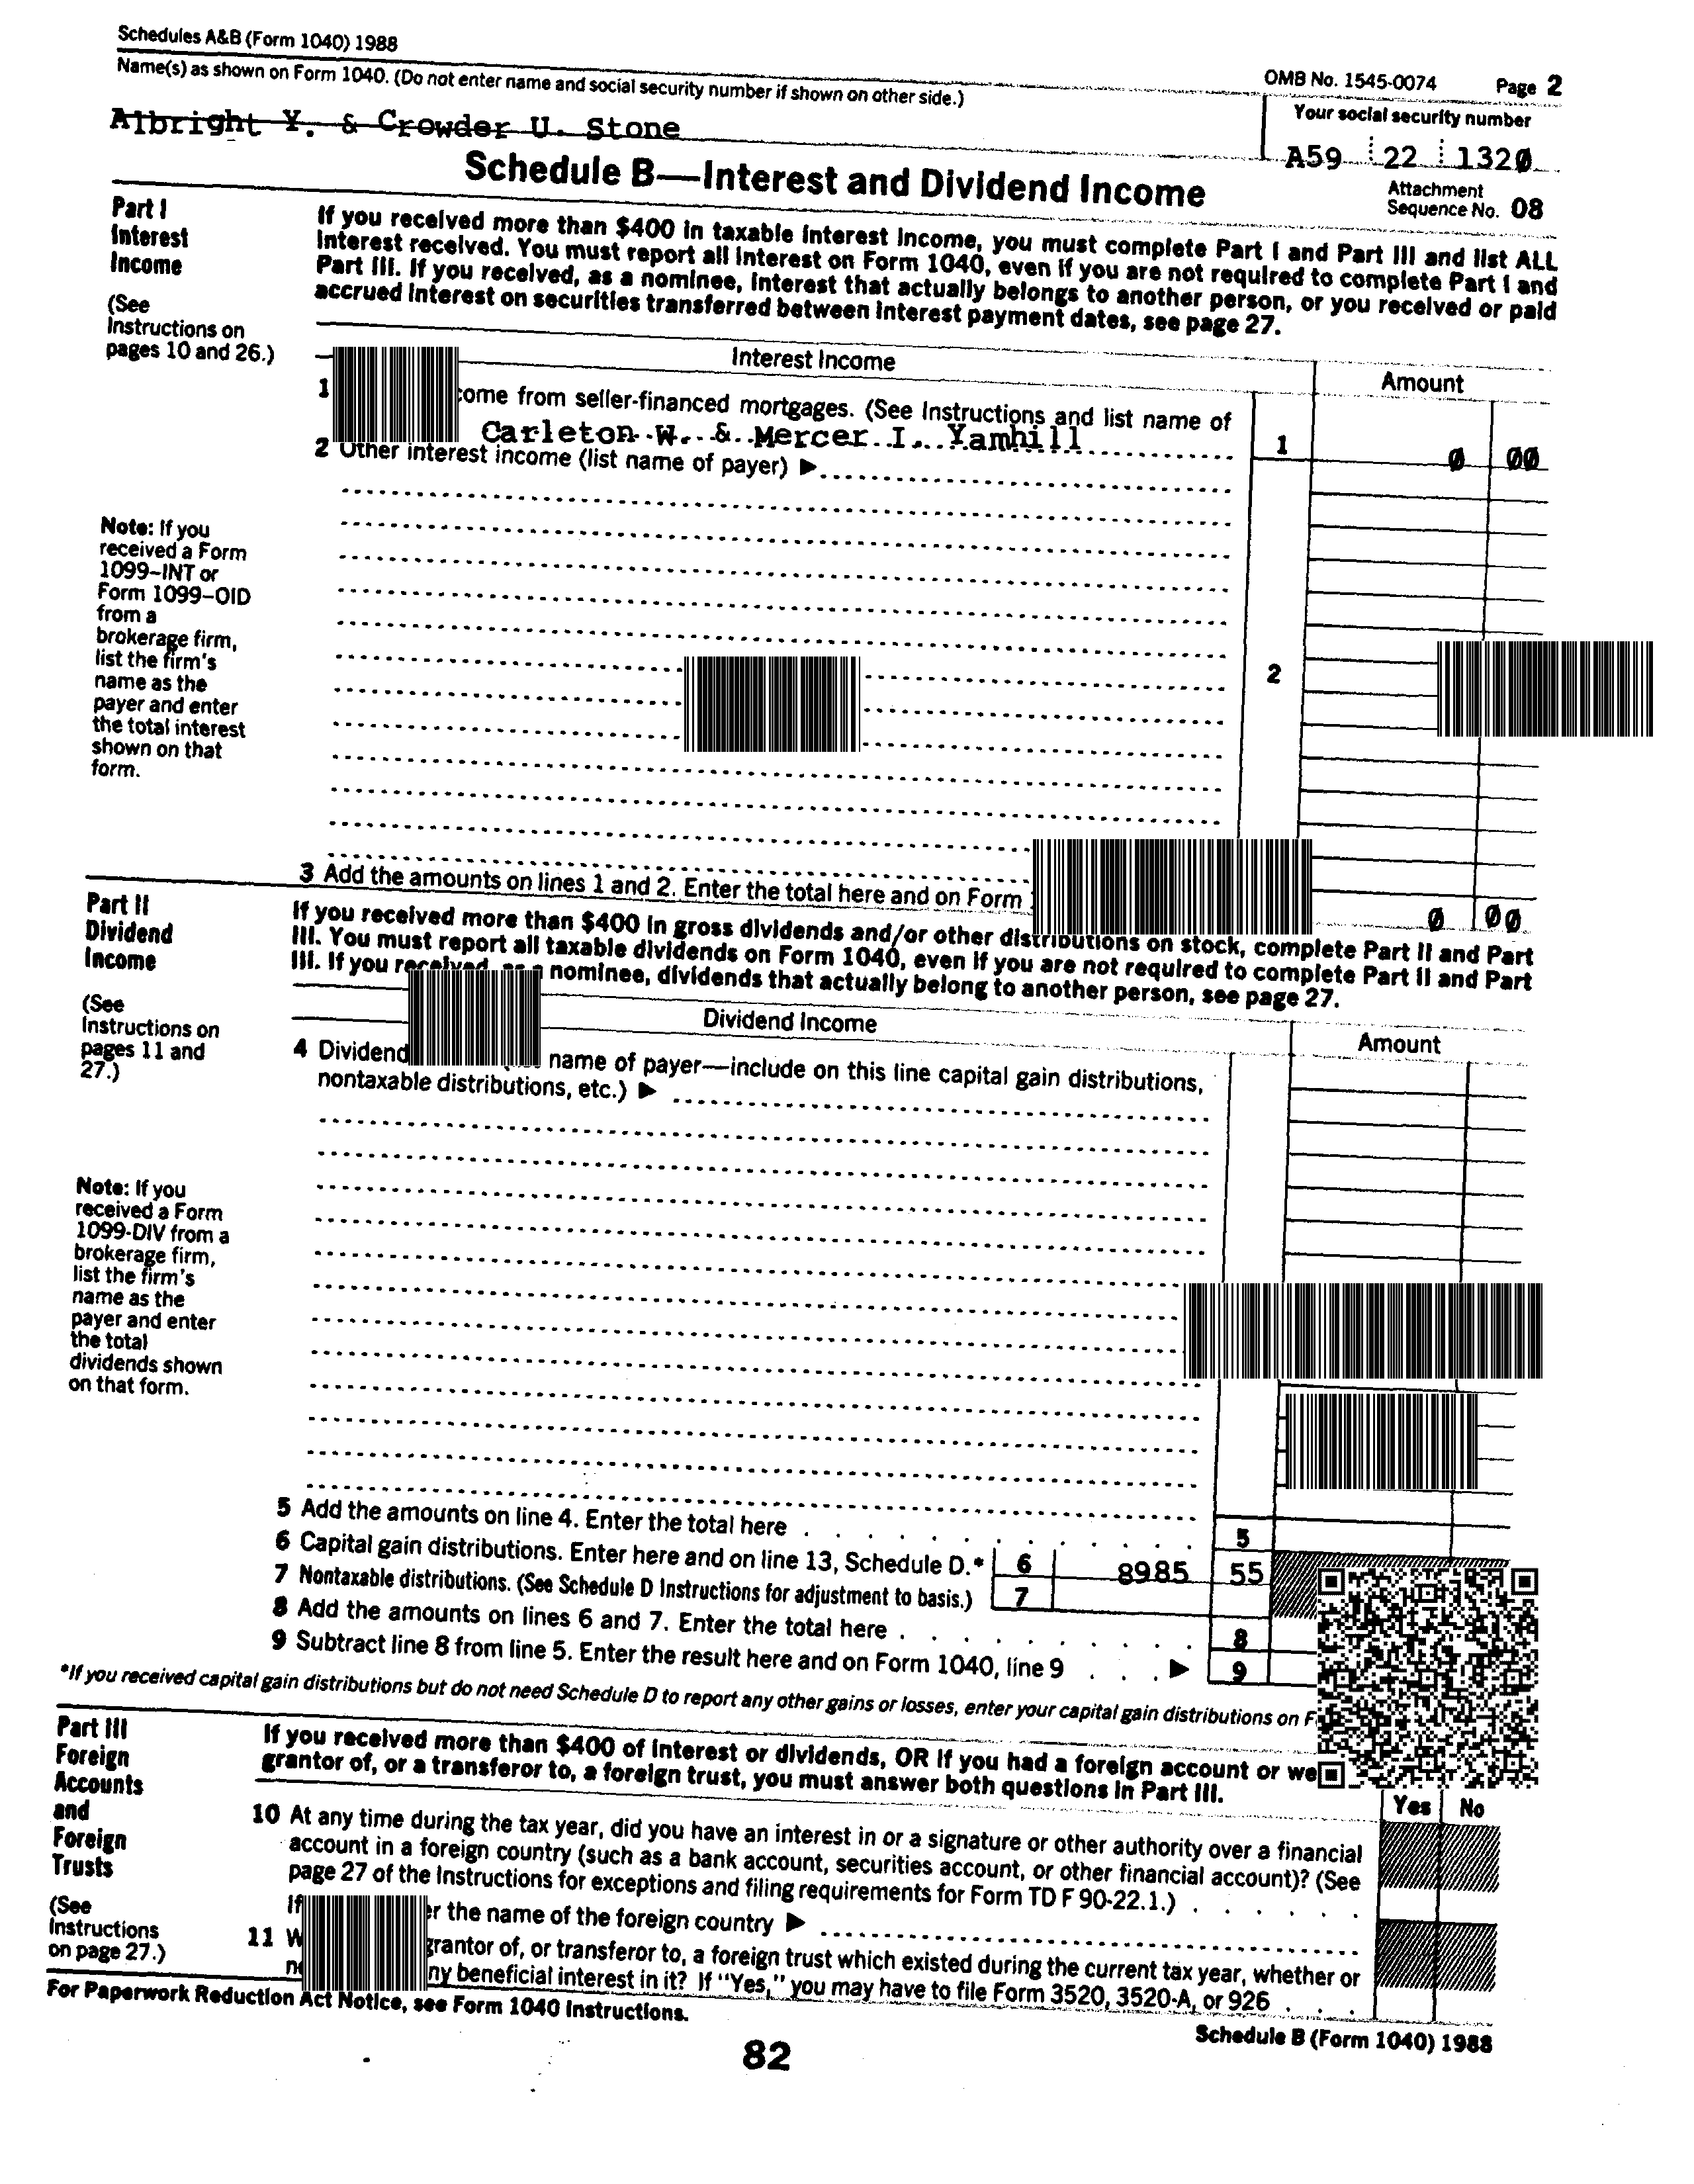 Schedules A&B (Form 1040) 1988
OMB No. 1545-0074 Page 2
Name(s) as shown on Form 1040. (Do not enter name and social security number if shown on other side.)
Your social security number
Albright Y. & Crowder U. Stone
A59 22 1320
Schedule B—Interest and Dividend Income
Attachment
Sequence No. 08
Part I
Interest
Income
(See
Instructions on
pages 10 and 26.)
If you received more than $400 in taxable interest income, you must complete Part I and Part III and list ALL
interest received. You must report all interest on Form 1040, even if you are not required to complete Part I and
Part III. If you received, as a nominee, interest that actually belongs to another person, or you received or paid
accrued interest on securities transferred between interest payment dates, see page 27.
Interest Income
Amount
1 come from seller-financed mortgages. (See Instructions and list name of
Carleton W. & Mercer I. Yamhill
1 0 00
2 Other interest income (list name of payer) ▶
Note: If you
received a Form
1099–INT or
Form 1099–OID
from a
brokerage firm,
list the firm's
name as the
payer and enter
the total interest
shown on that
form.
2
3 Add the amounts on lines 1 and 2. Enter the total here and on Form
0 00
Part II
Dividend
Income
(See
Instructions on
pages 11 and
27.)
If you received more than $400 in gross dividends and/or other distributions on stock, complete Part II and Part
III. You must report all taxable dividends on Form 1040, even if you are not required to complete Part II and Part
III. If you received, as a nominee, dividends that actually belong to another person, see page 27.
Dividend Income
Amount
4 Dividend name of payer—include on this line capital gain distributions,
nontaxable distributions, etc.) ▶
Note: If you
received a Form
1099-DIV from a
brokerage firm,
list the firm's
name as the
payer and enter
the total
dividends shown
on that form.
5 Add the amounts on line 4. Enter the total here
5
6 Capital gain distributions. Enter here and on line 13, Schedule D.* 6 8985 55
7 Nontaxable distributions. (See Schedule D Instructions for adjustment to basis.) 7
8 Add the amounts on lines 6 and 7. Enter the total here
8
9 Subtract line 8 from line 5. Enter the result here and on Form 1040, line 9 ▶ 9
*If you received capital gain distributions but do not need Schedule D to report any other gains or losses, enter your capital gain distributions on
Part III
Foreign
Accounts
and
Foreign
Trusts
(See
Instructions
on page 27.)
If you received more than $400 of interest or dividends, OR if you had a foreign account or we
grantor of, or a transferor to, a foreign trust, you must answer both questions in Part III.
Yes No
10 At any time during the tax year, did you have an interest in or a signature or other authority over a financial
account in a foreign country (such as a bank account, securities account, or other financial account)? (See
page 27 of the Instructions for exceptions and filing requirements for Form TD F 90-22.1.)
If the name of the foreign country ▶
11 grantor of, or transferor to, a foreign trust which existed during the current tax year, whether or
beneficial interest in it? If "Yes," you may have to file Form 3520, 3520-A, or 926
For Paperwork Reduction Act Notice, see Form 1040 Instructions.
Schedule B (Form 1040) 1988
82